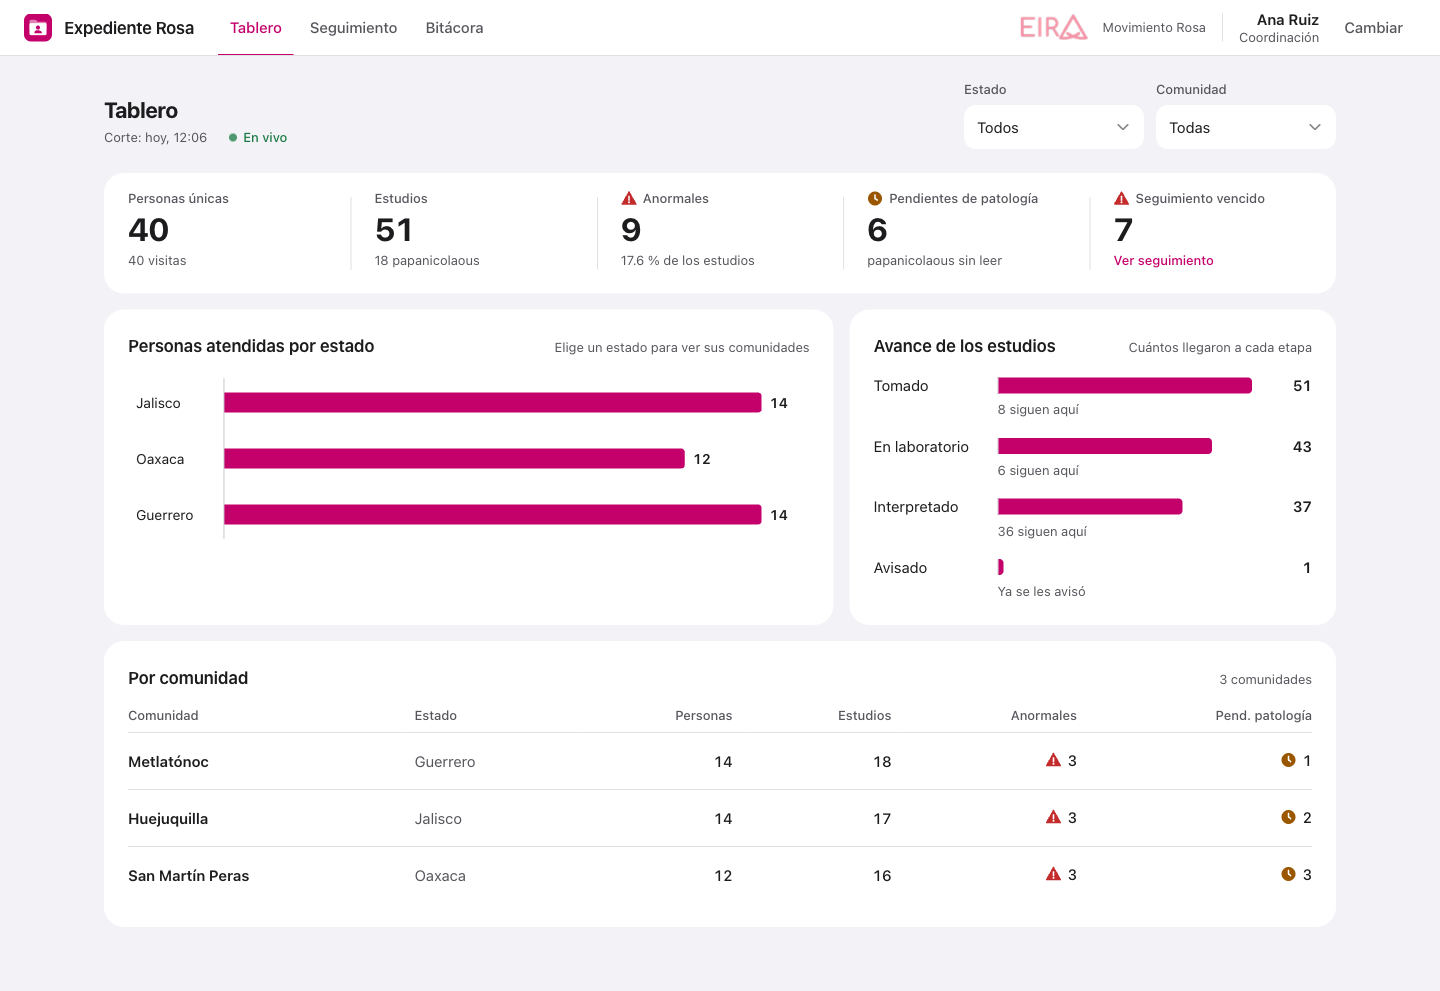 Expediente Rosa
Tablero
Seguimiento
Bitácora
EIRA
Movimiento Rosa
Ana Ruiz
Coordinación
Cambiar
Tablero
Corte: hoy, 12:06
En vivo
Estado
Todos
Comunidad
Todas
Personas únicas
40
40 visitas
Estudios
51
18 papanicolaous
Anormales
9
17.6 % de los estudios
Pendientes de patología
6
papanicolaous sin leer
Seguimiento vencido
7
Ver seguimiento
Personas atendidas por estado
Elige un estado para ver sus comunidades
Jalisco 14
Oaxaca 12
Guerrero 14
Avance de los estudios
Cuántos llegaron a cada etapa
Tomado 51
8 siguen aquí
En laboratorio 43
6 siguen aquí
Interpretado 37
36 siguen aquí
Avisado 1
Ya se les avisó
Por comunidad
3 comunidades
Comunidad Estado Personas Estudios Anormales Pend. patología
Metlatónoc Guerrero 14 18 3 1
Huejuquilla Jalisco 14 17 3 2
San Martín Peras Oaxaca 12 16 3 3